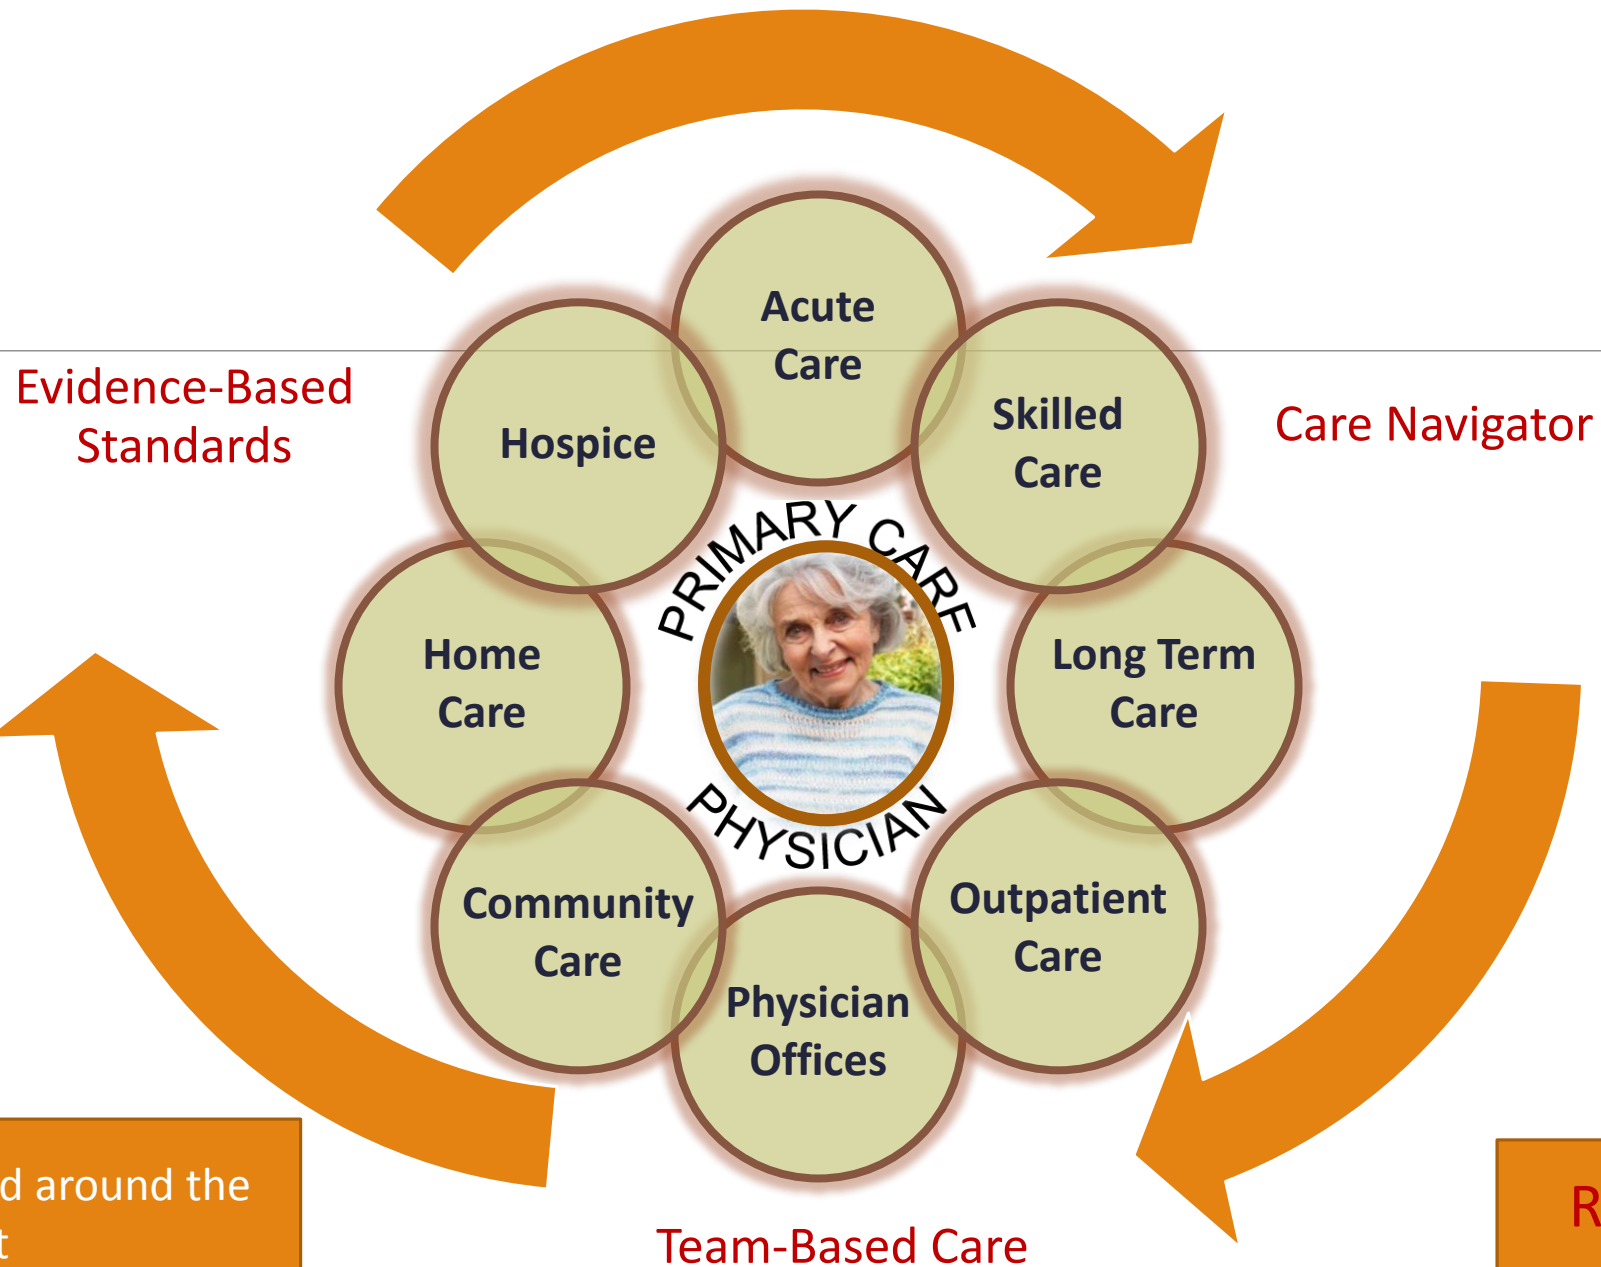 Acute
Care
Evidence-Based
Standards
Hospice
Skilled
Care
Care Navigator
PRIMARY CARE
Home
Care
Long Term
Care
PHYSICIAN
Community
Care
Outpatient
Care
Physician
Offices
d around the
t
R
Team-Based Care